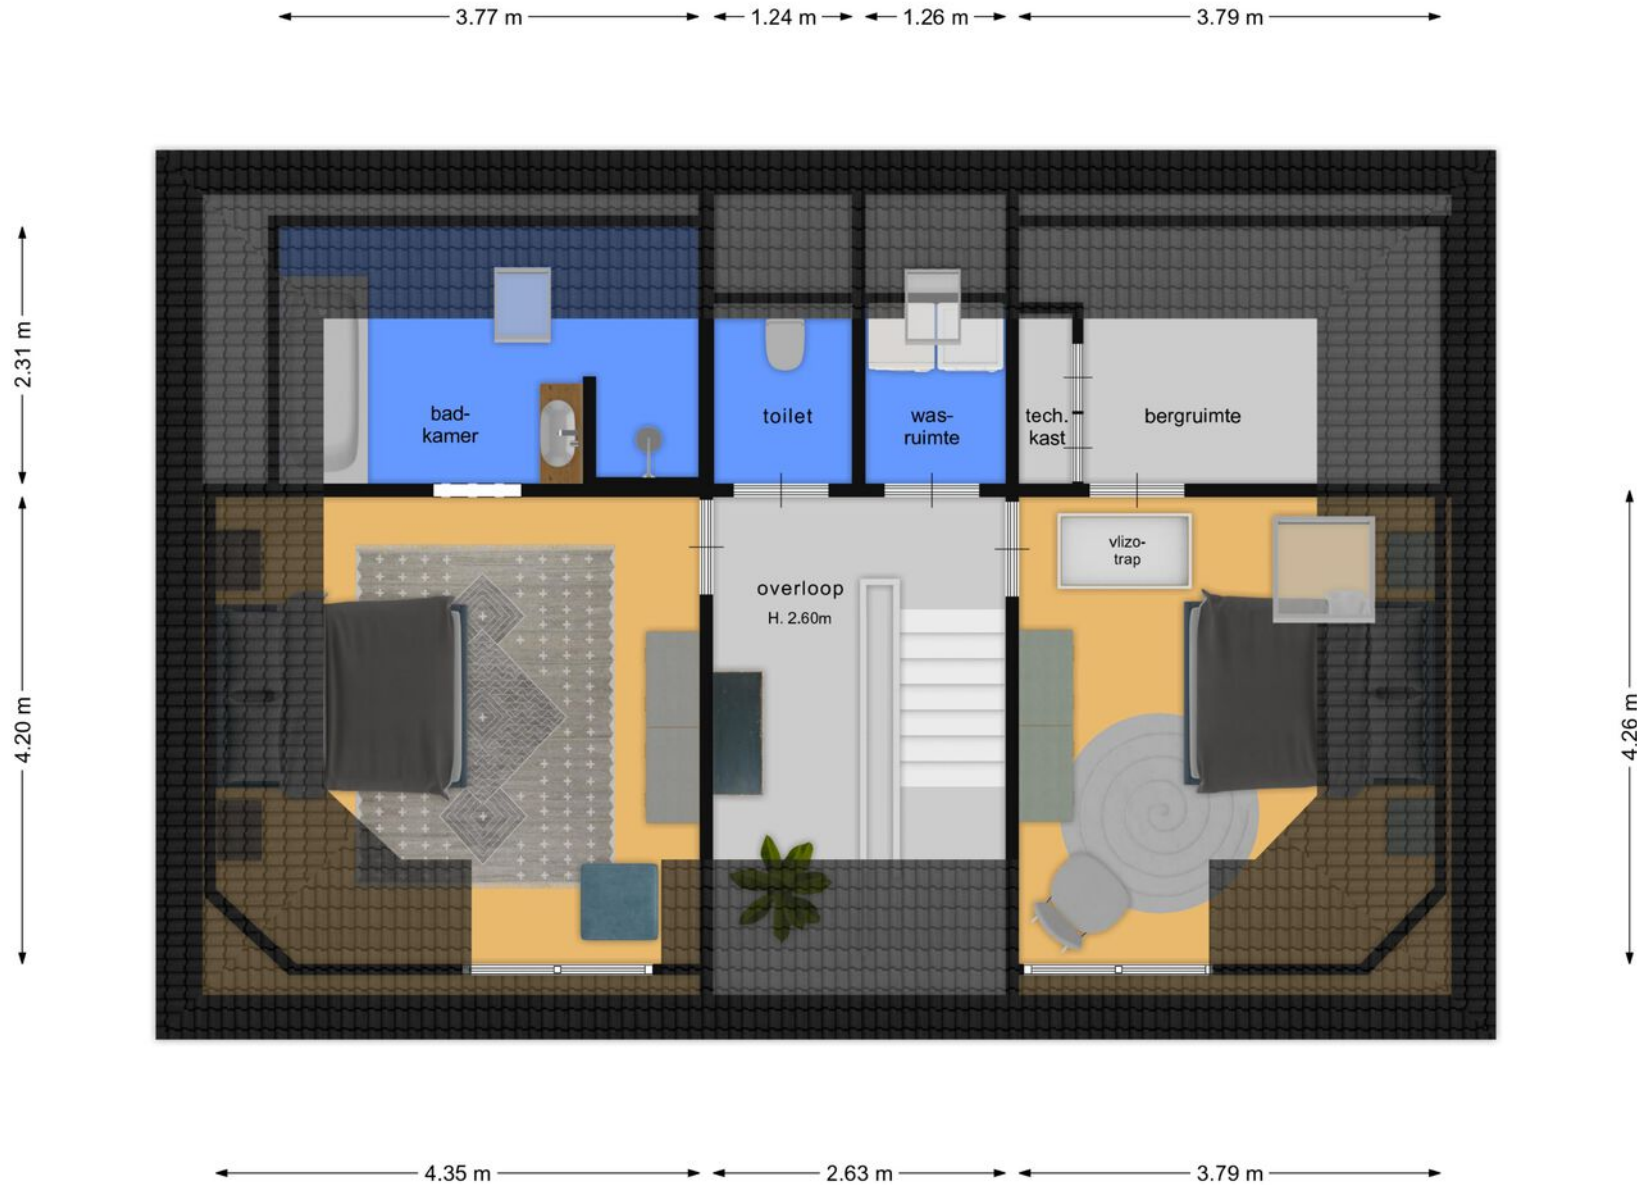 3.77 m
1.24 m
1.26 m
3.79 m
2.31 m
bad-
kamer
toilet
was-
ruimte
tech.
kast
bergruimte
vlizo-
trap
overloop
H. 2.60m
4.20 m
4.26 m
4.35 m
2.63 m
3.79 m